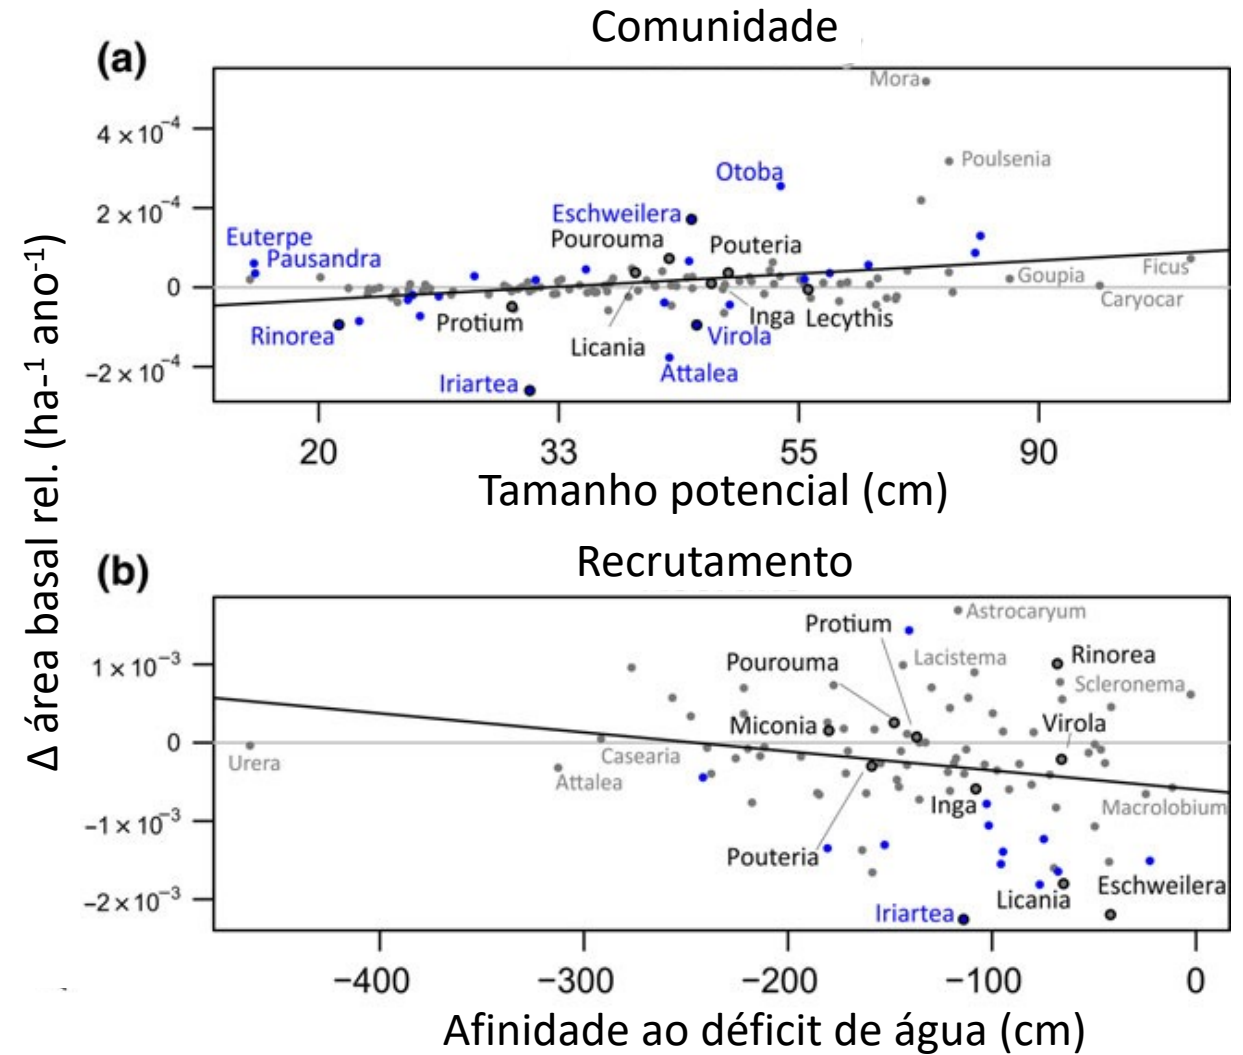 Comunidade
(a)
Mora
4 × 10⁻⁴
Poulsenia
Otoba
2 × 10⁻⁴
Eschweilera
Euterpe
Pourouma
Pouteria
Pausandra
Ficus
0
Goupia
Caryocar
Protium
Inga
Lecythis
Rinorea
Licania
Virola
−2 × 10⁻⁴
Attalea
Iriartea
20 33 55 90
Tamanho potencial (cm)
Δ área basal rel. (ha-¹ ano⁻¹)
Recrutamento
(b)
Astrocaryum
Protium
1 × 10⁻³
Pourouma
Lacistema
Rinorea
Scleronema
Miconia
Virola
0
Urera
Casearia
Attalea
Inga
Macrolobium
−1 × 10⁻³
Pouteria
Eschweilera
−2 × 10⁻³
Licania
Iriartea
−400 −300 −200 −100 0
Afinidade ao déficit de água (cm)